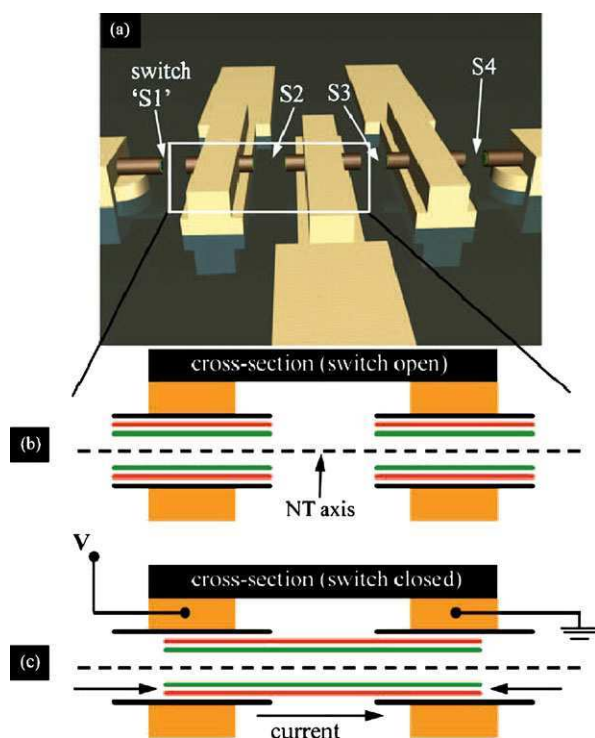 (a)
switch
'S1'
S2
S3
S4
cross-section (switch open)
(b)
NT axis
V
cross-section (switch closed)
(c)
current